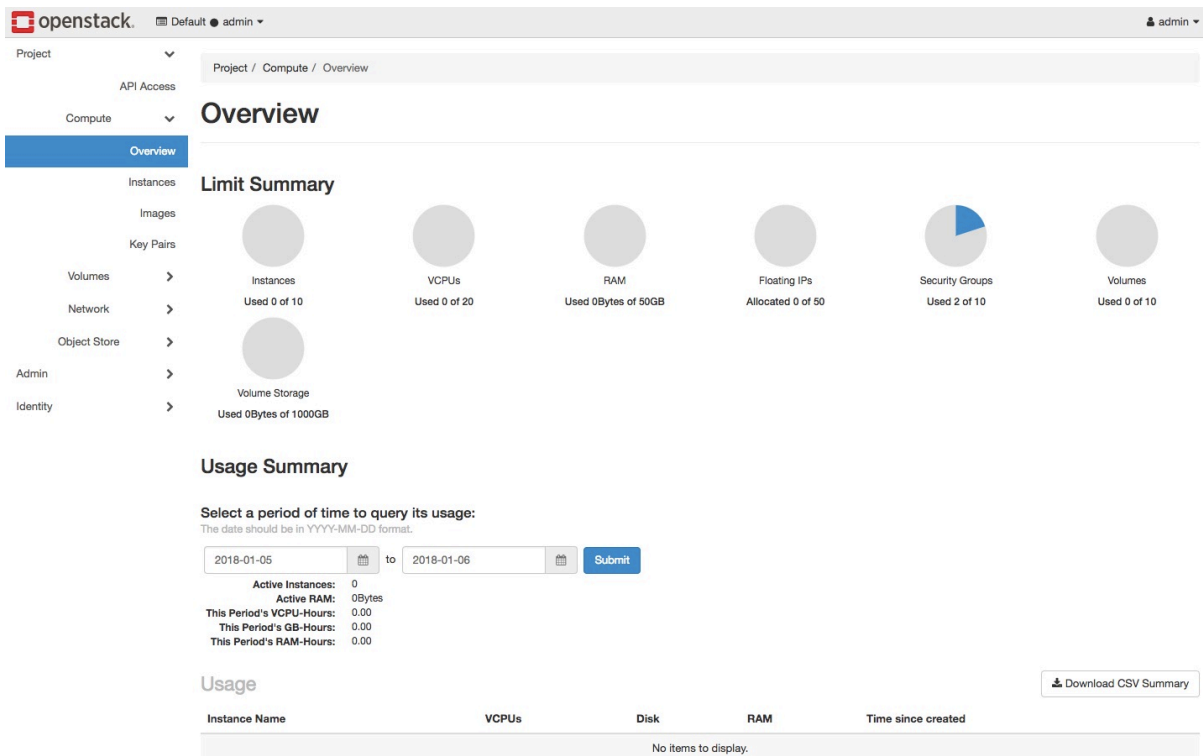 openstack. Default ● admin
admin
Project
API Access
Compute
Overview
Instances
Images
Key Pairs
Volumes
Network
Object Store
Admin
Identity
Project / Compute / Overview
Overview
Limit Summary
Instances
Used 0 of 10
VCPUs
Used 0 of 20
RAM
Used 0Bytes of 50GB
Floating IPs
Allocated 0 of 50
Security Groups
Used 2 of 10
Volumes
Used 0 of 10
Volume Storage
Used 0Bytes of 1000GB
Usage Summary
Select a period of time to query its usage:
The date should be in YYYY-MM-DD format.
2018-01-05 to 2018-01-06 Submit
Active Instances: 0
Active RAM: 0Bytes
This Period's VCPU-Hours: 0.00
This Period's GB-Hours: 0.00
This Period's RAM-Hours: 0.00
Usage
Download CSV Summary
Instance Name VCPUs Disk RAM Time since created
No items to display.